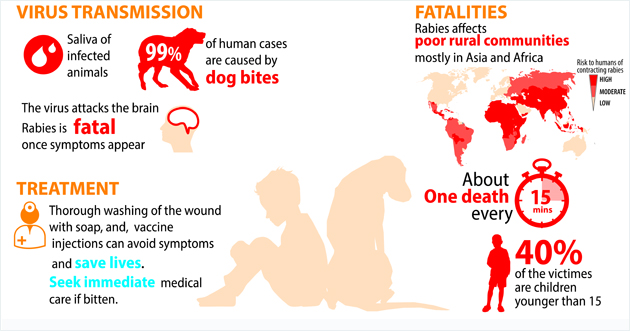 VIRUS TRANSMISSION
Saliva of
infected
animals
99%
of human cases
are caused by
dog bites
The virus attacks the brain
Rabies is fatal
once symptoms appear
TREATMENT
Thorough washing of the wound
with soap, and, vaccine
injections can avoid symptoms
and save lives.
Seek immediate medical
care if bitten.
FATALITIES
Rabies affects
poor rural communities
mostly in Asia and Africa
Risk to humans of
contracting rabies
HIGH
MODERATE
LOW
About
One death
every
15
mins
40%
of the victimes
are children
younger than 15